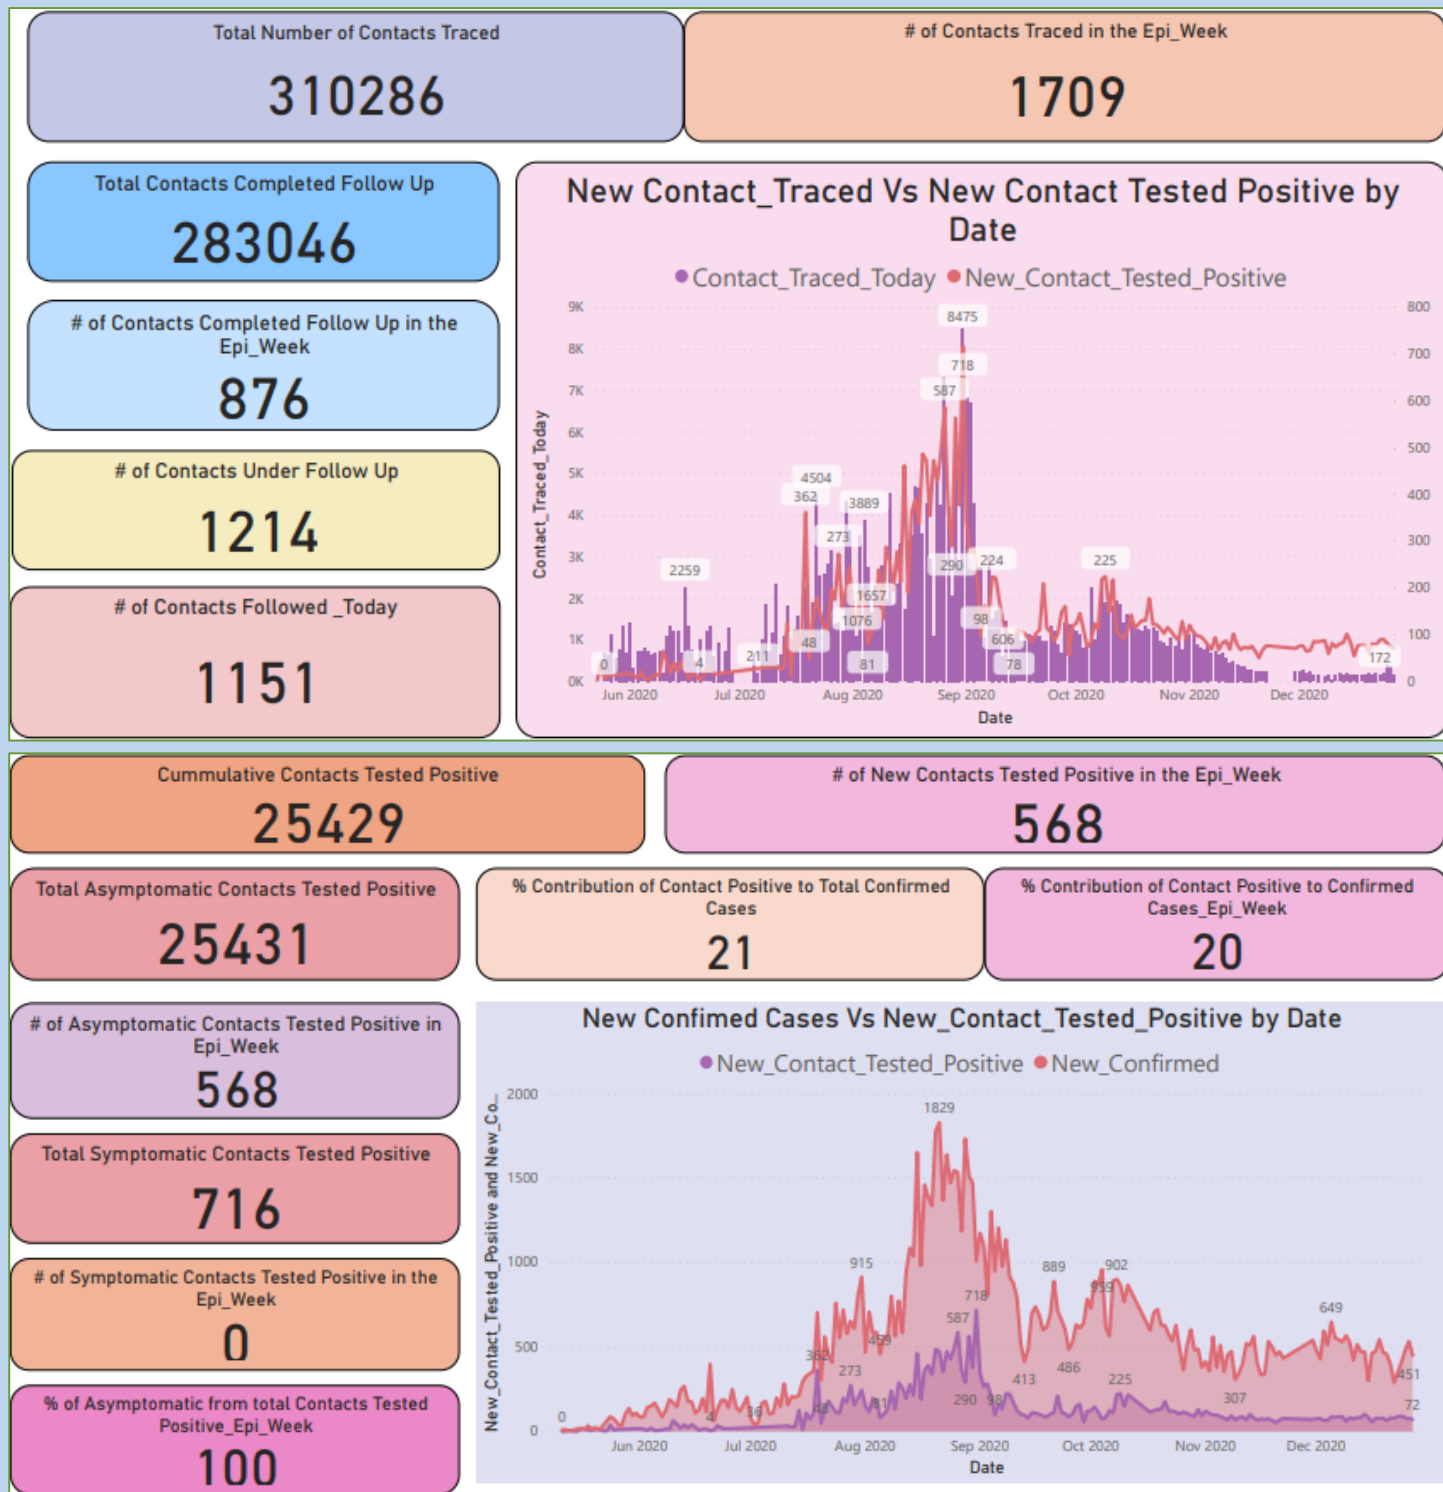 Total Number of Contacts Traced
310286
# of Contacts Traced in the Epi_Week
1709
Total Contacts Completed Follow Up
283046
# of Contacts Completed Follow Up in the
Epi_Week
876
# of Contacts Under Follow Up
1214
# of Contacts Followed _Today
1151
New Contact_Traced Vs New Contact Tested Positive by
Date
Contact_Traced_Today New_Contact_Tested_Positive
Contact_Traced_Today
9K
8K
7K
6K
5K
4K
3K
2K
1K
0K
800
700
600
500
400
300
200
100
0
8475
718
587
4504
362
3889
273
2259
290
224
225
1657
1076
98
606
48
211
4
0
81
78
172
Jun 2020 Jul 2020 Aug 2020 Sep 2020 Oct 2020 Nov 2020 Dec 2020
Date
Cummulative Contacts Tested Positive
25429
# of New Contacts Tested Positive in the Epi_Week
568
Total Asymptomatic Contacts Tested Positive
25431
% Contribution of Contact Positive to Total Confirmed
Cases
21
% Contribution of Contact Positive to Confirmed
Cases_Epi_Week
20
# of Asymptomatic Contacts Tested Positive in
Epi_Week
568
Total Symptomatic Contacts Tested Positive
716
# of Symptomatic Contacts Tested Positive in the
Epi_Week
0
% of Asymptomatic from total Contacts Tested
Positive_Epi_Week
100
New Confimed Cases Vs New_Contact_Tested_Positive by Date
New_Contact_Tested_Positive New_Confirmed
New_Contact_Tested_Positive and New_Co...
2000
1500
1000
500
0
1829
915
889
902
959
718
587
649
459
362
273
486
413
225
451
290
98
307
72
48
81
36
4
0
Jun 2020 Jul 2020 Aug 2020 Sep 2020 Oct 2020 Nov 2020 Dec 2020
Date